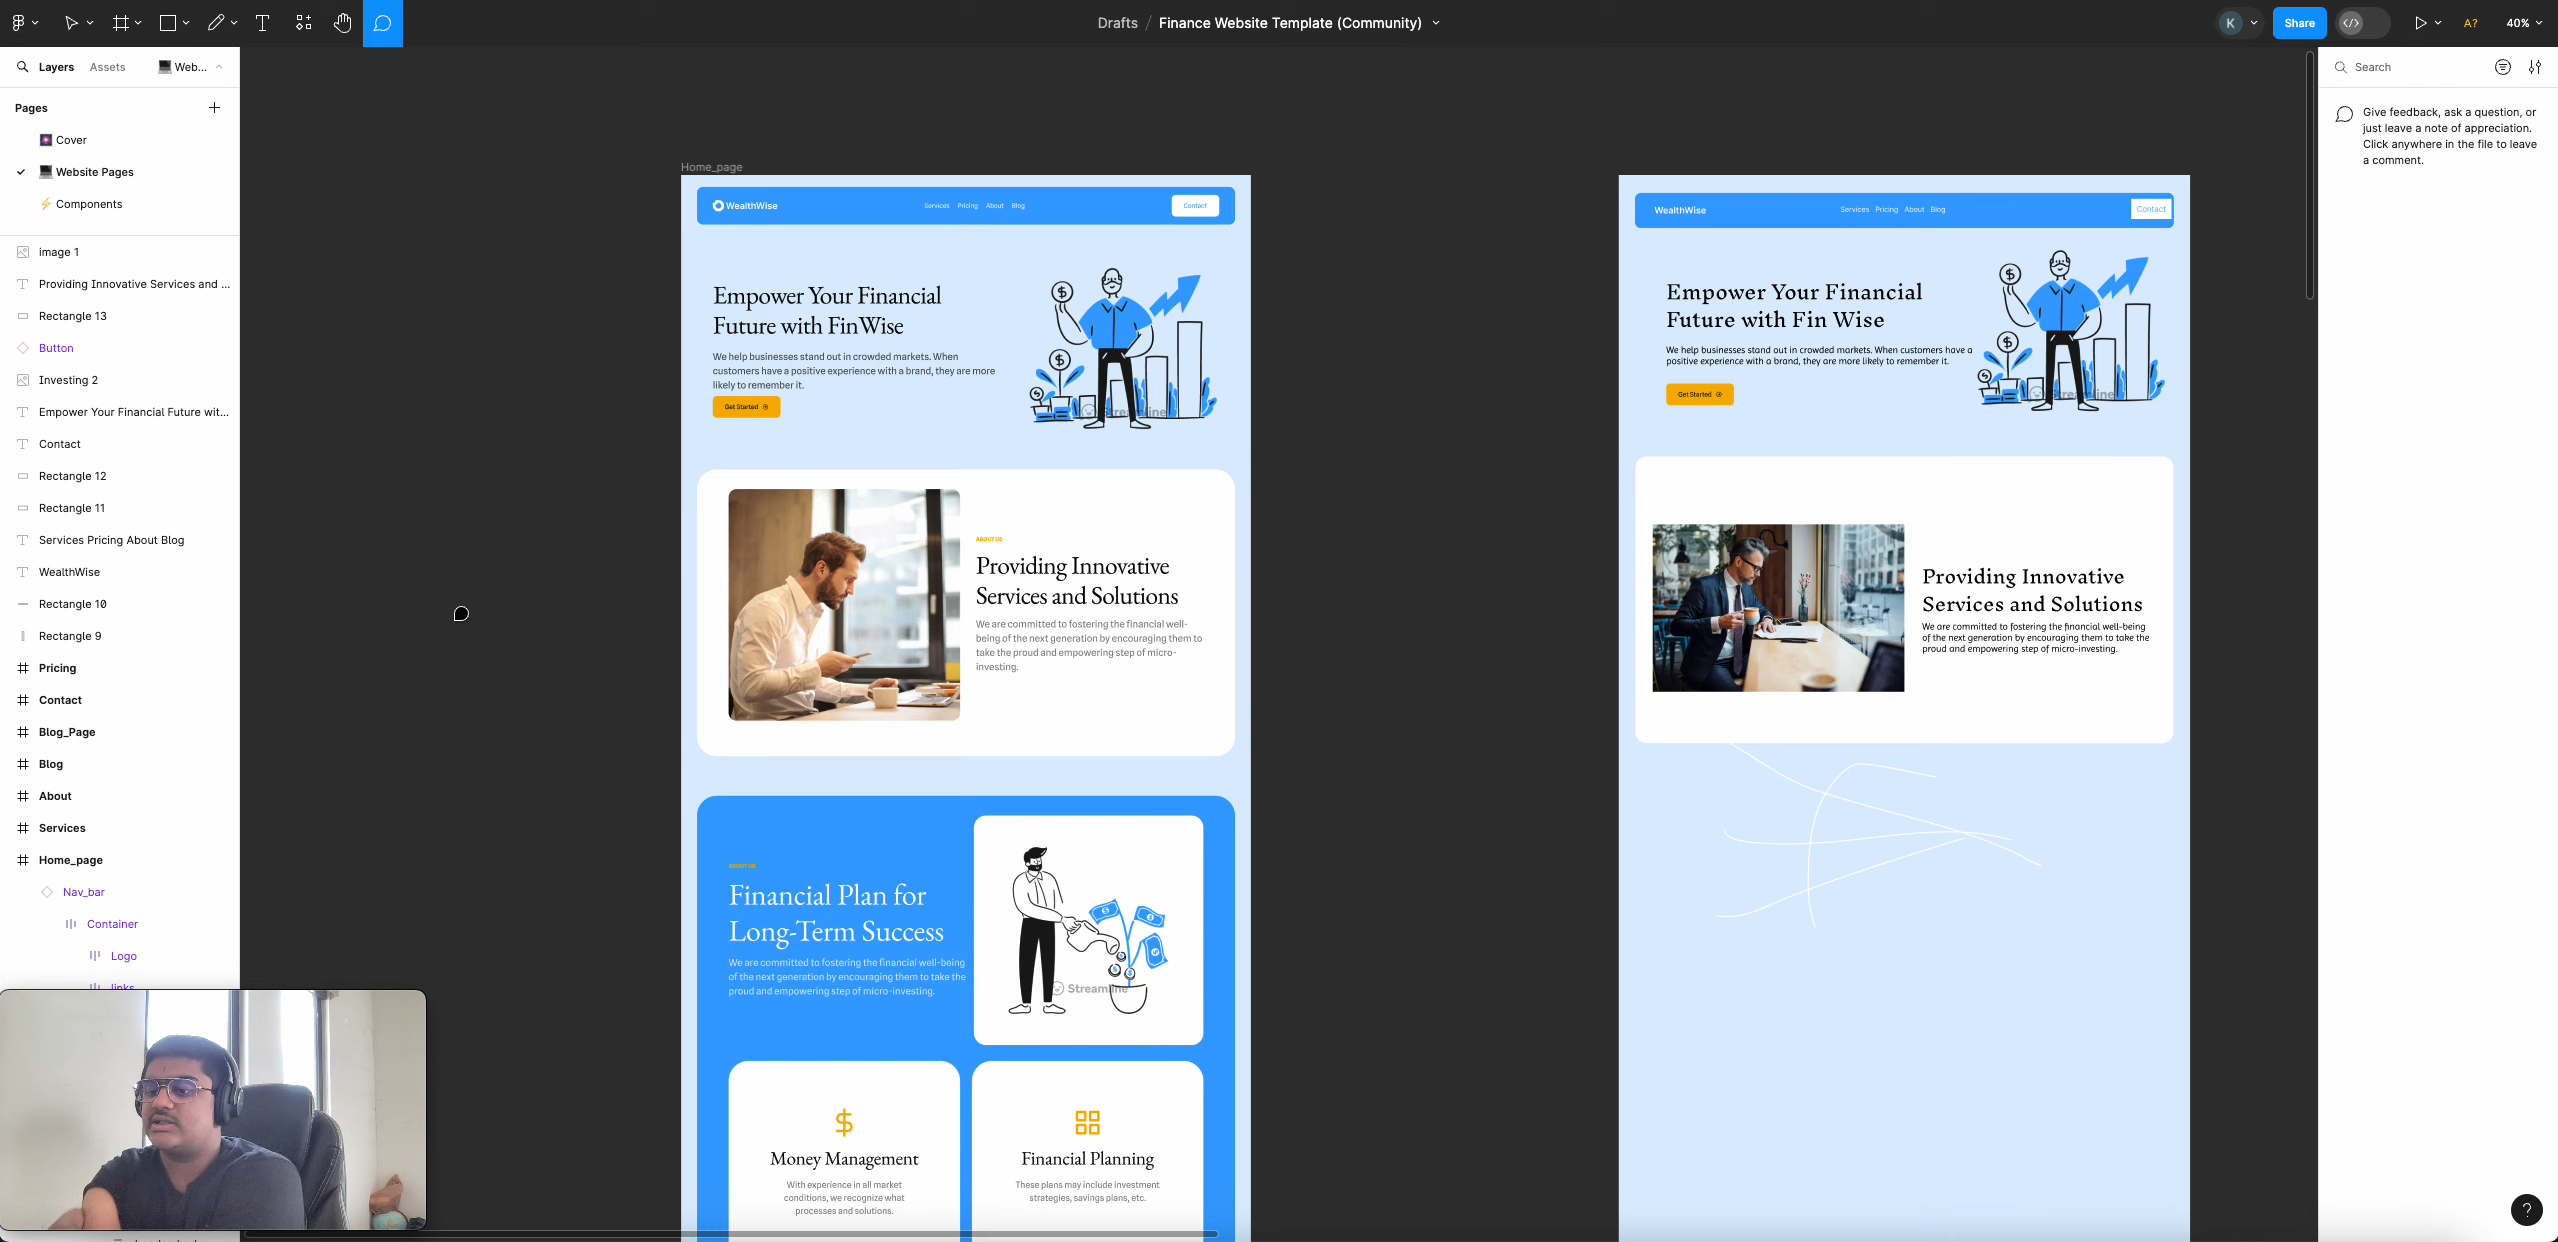 Drafts / Finance Website Template (Community)
K
Share
A?
40%
Layers
Assets
Web...
Pages
Cover
Website Pages
Components
image 1
Providing Innovative Services and ...
Rectangle 13
Button
Investing 2
Empower Your Financial Future wit...
Contact
Rectangle 12
Rectangle 11
Services Pricing About Blog
WealthWise
Rectangle 10
Rectangle 9
Pricing
Contact
Blog_Page
Blog
About
Services
Home_page
Nav_bar
Container
Logo
links
Home_page
WealthWise
Services Pricing About Blog
Contact
Empower Your Financial
Future with FinWise
We help businesses stand out in crowded markets. When
customers have a positive experience with a brand, they are more
likely to remember it.
Get Started
Streamline
ABOUT US
Providing Innovative
Services and Solutions
We are committed to fostering the financial well-
being of the next generation by encouraging them to
take the proud and empowering step of micro-
investing.
ABOUT US
Financial Plan for
Long-Term Success
We are committed to fostering the financial well-being
of the next generation by encouraging them to take the
proud and empowering step of micro-investing.
Streamline
Money Management
With experience in all market
conditions, we recognize what
processes and solutions.
Financial Planning
These plans may include investment
strategies, savings plans, etc.
WealthWise
Services Pricing About Blog
Contact
Empower Your Financial
Future with Fin Wise
We help businesses stand out in crowded markets. When customers have a
positive experience with a brand, they are more likely to remember it.
Get Started
Streamline
Providing Innovative
Services and Solutions
We are committed to fostering the financial well-being
of the next generation by encouraging them to take the
proud and empowering step of micro-investing.
Search
Give feedback, ask a question, or
just leave a note of appreciation.
Click anywhere in the file to leave
a comment.
?